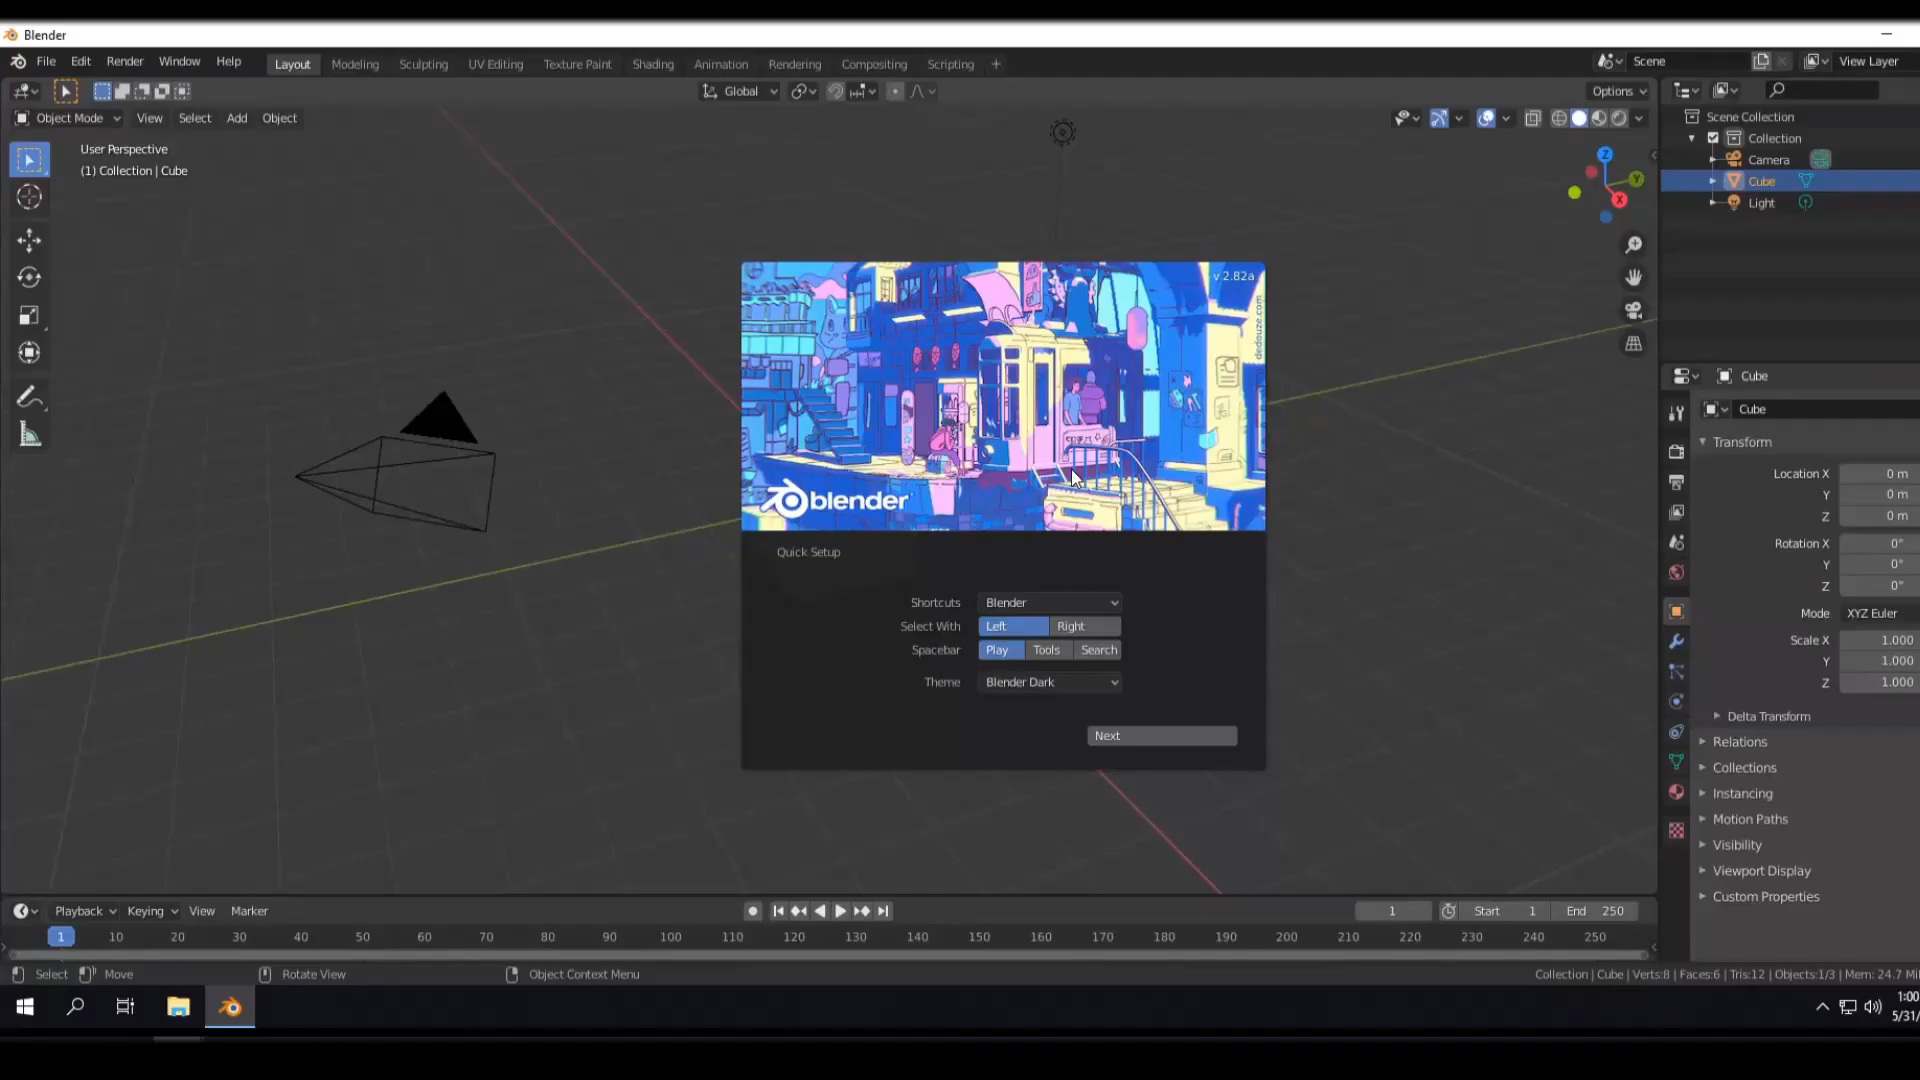 Blender
File Edit Render Window Help Layout Modeling Sculpting UV Editing Texture Paint Shading Animation Rendering Compositing Scripting + Scene View Layer
Global Options
Object Mode View Select Add Object
User Perspective
(1) Collection | Cube
Z
Y
X
Scene Collection
Collection
Camera
Cube
Light
v 2.82a
dedouze.com
blender
Quick Setup
Shortcuts Blender
Select With Left Right
Spacebar Play Tools Search
Theme Blender Dark
Next
Cube
Cube
Transform
Location X 0 m
Y 0 m
Z 0 m
Rotation X 0°
Y 0°
Z 0°
Mode XYZ Euler
Scale X 1.000
Y 1.000
Z 1.000
Delta Transform
Relations
Collections
Instancing
Motion Paths
Visibility
Viewport Display
Custom Properties
Playback Keying View Marker 1 Start 1 End 250
1 10 20 30 40 50 60 70 80 90 100 110 120 130 140 150 160 170 180 190 200 210 220 230 240 250
Select Move Rotate View Object Context Menu Collection | Cube | Verts:8 | Faces:6 | Tris:12 | Objects:1/3 | Mem: 24.7 Mi
1:00
5/31/